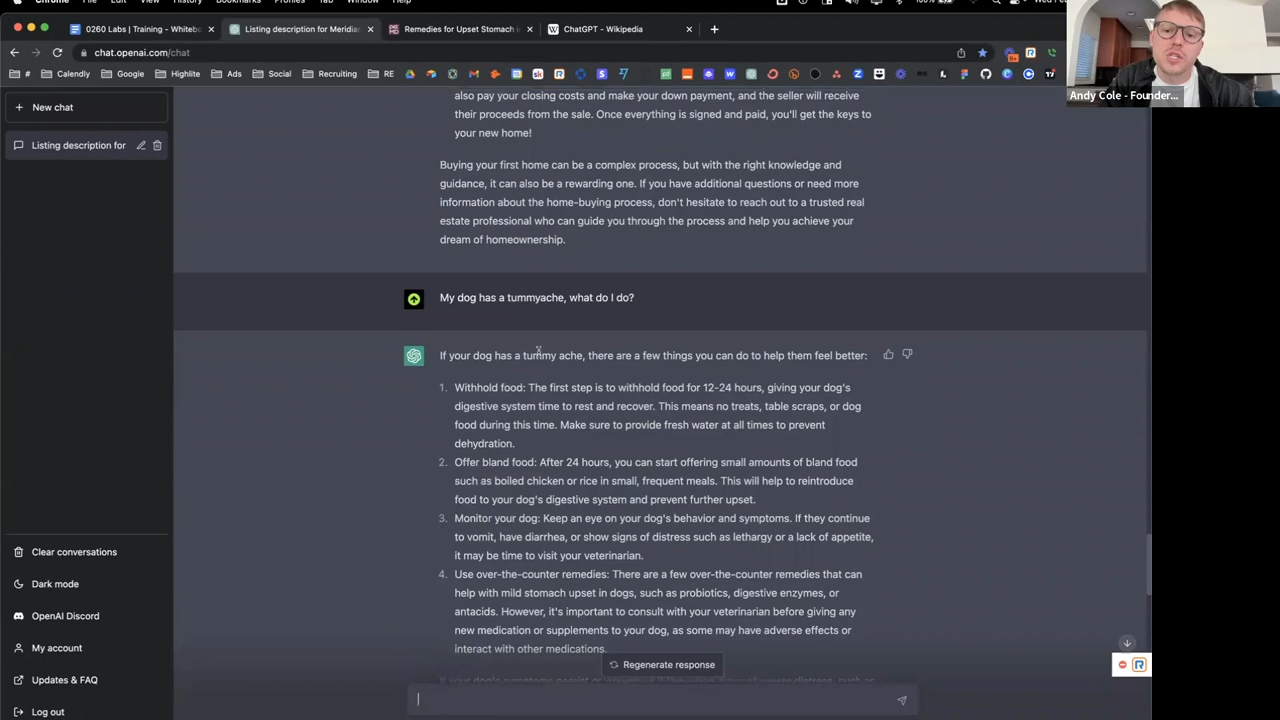 Chrome File Edit View History Bookmarks Profiles Tab Window Help
0260 Labs | Training - Whitebo
Listing description for Meridia
Remedies for Upset Stomach i
ChatGPT - Wikipedia
chat.openai.com/chat
#
Calendly
Google
Highlite
Ads
Social
Recruiting
RE
Andy Cole - Founder...
New chat
Listing description for
also pay your closing costs and make your down payment, and the seller will receive
their proceeds from the sale. Once everything is signed and paid, you'll get the keys to
your new home!
Buying your first home can be a complex process, but with the right knowledge and
guidance, it can also be a rewarding one. If you have additional questions or need more
information about the home-buying process, don't hesitate to reach out to a trusted real
estate professional who can guide you through the process and help you achieve your
dream of homeownership.
My dog has a tummyache, what do I do?
If your dog has a tummy ache, there are a few things you can do to help them feel better:
1. Withhold food: The first step is to withhold food for 12-24 hours, giving your dog's
digestive system time to rest and recover. This means no treats, table scraps, or dog
food during this time. Make sure to provide fresh water at all times to prevent
dehydration.
2. Offer bland food: After 24 hours, you can start offering small amounts of bland food
such as boiled chicken or rice in small, frequent meals. This will help to reintroduce
food to your dog's digestive system and prevent further upset.
3. Monitor your dog: Keep an eye on your dog's behavior and symptoms. If they continue
to vomit, have diarrhea, or show signs of distress such as lethargy or a lack of appetite,
it may be time to visit your veterinarian.
4. Use over-the-counter remedies: There are a few over-the-counter remedies that can
help with mild stomach upset in dogs, such as probiotics, digestive enzymes, or
antacids. However, it's important to consult with your veterinarian before giving any
new medication or supplements to your dog, as some may have adverse effects or
interact with other medications.
Regenerate response
Clear conversations
Dark mode
OpenAI Discord
My account
Updates & FAQ
Log out